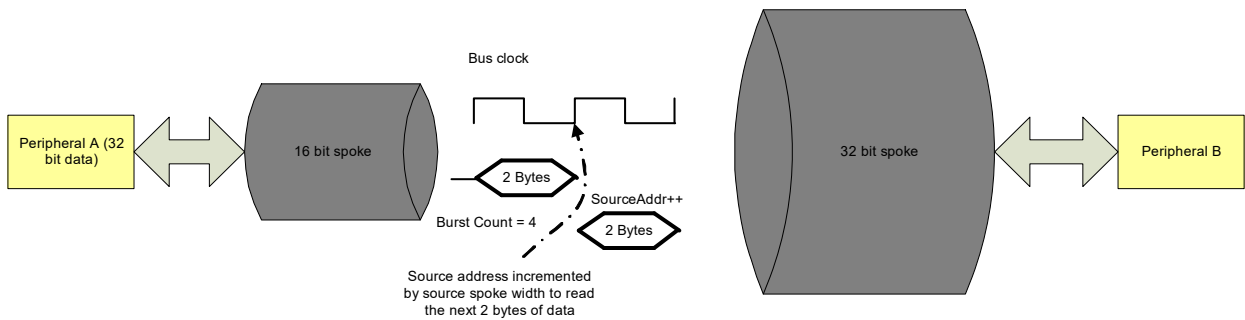 Bus clock
Peripheral A (32
bit data)
16 bit spoke
2 Bytes
SourceAddr++
Burst Count = 4
2 Bytes
Source address incremented
by source spoke width to read
the next 2 bytes of data
32 bit spoke
Peripheral B